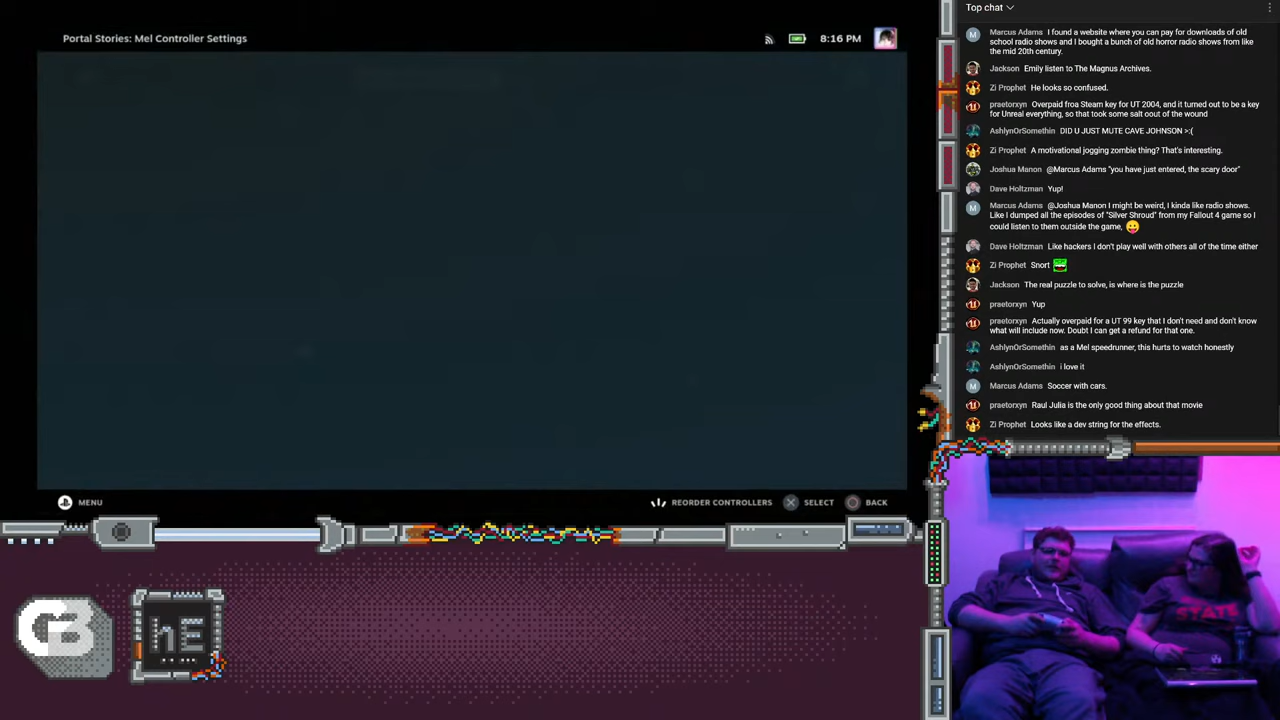 Portal Stories: Mel Controller Settings
8:16 PM
MENU
REORDER CONTROLLERS
SELECT
BACK
Top chat
Marcus Adams I found a website where you can pay for downloads of old
school radio shows and I bought a bunch of old horror radio shows from like
the mid 20th century.
Jackson Emily listen to The Magnus Archives.
Zi Prophet He looks so confused.
praetorxyn Overpaid froa Steam key for UT 2004, and it turned out to be a key
for Unreal everything, so that took some salt oout of the wound
AshlynOrSomethin DID U JUST MUTE CAVE JOHNSON >:(
Zi Prophet A motivational jogging zombie thing? That's interesting.
Joshua Manon @Marcus Adams "you have just entered, the scary door"
Dave Holtzman Yup!
Marcus Adams @Joshua Manon I might be weird, I kinda like radio shows.
Like I dumped all the episodes of "Silver Shroud" from my Fallout 4 game so I
could listen to them outside the game,
Dave Holtzman Like hackers I don't play well with others all of the time either
Zi Prophet Snort
Jackson The real puzzle to solve, is where is the puzzle
praetorxyn Yup
praetorxyn Actually overpaid for a UT 99 key that I don't need and don't know
what will include now. Doubt I can get a refund for that one.
AshlynOrSomethin as a Mel speedrunner, this hurts to watch honestly
AshlynOrSomethin i love it
Marcus Adams Soccer with cars.
praetorxyn Raul Julia is the only good thing about that movie
Zi Prophet Looks like a dev string for the effects.
STATE